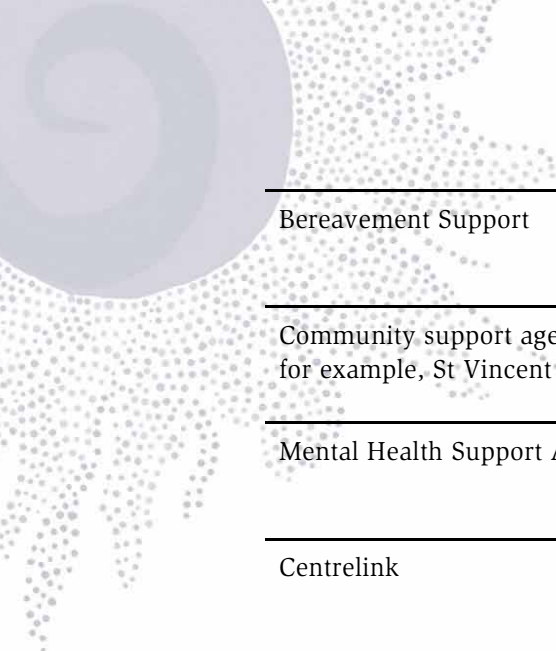 Bereavement Support
Community support age
for example, St Vincent
Mental Health Support
Centrelink